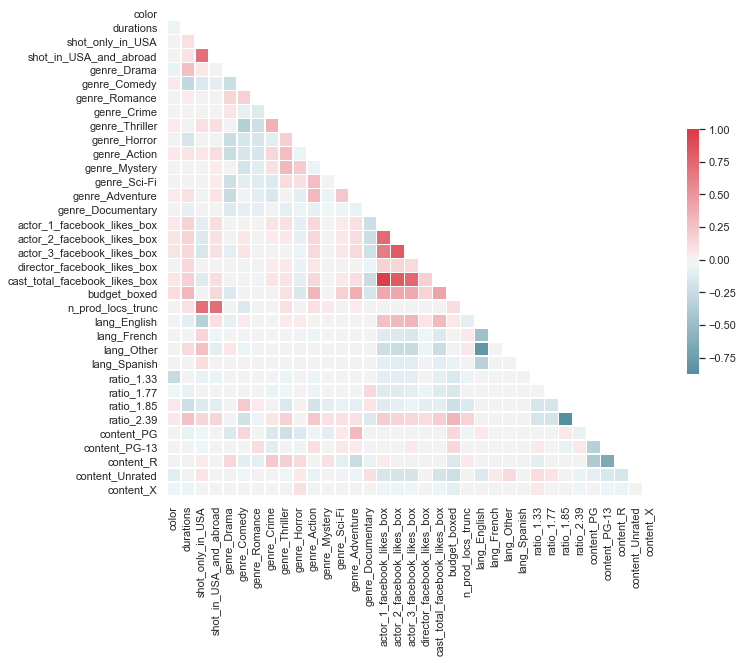 color
durations
shot_only_in_USA
shot_in_USA_and_abroad
genre_Drama
genre_Comedy
genre_Romance
genre_Crime
genre_Thriller
genre_Horror
genre_Action
genre_Mystery
genre_Sci-Fi
genre_Adventure
genre_Documentary
actor_1_facebook_likes_box
actor_2_facebook_likes_box
actor_3_facebook_likes_box
director_facebook_likes_box
cast_total_facebook_likes_box
budget_boxed
n_prod_locs_trunc
lang_English
lang_French
lang_Other
lang_Spanish
ratio_1.33
ratio_1.77
ratio_1.85
ratio_2.39
content_PG
content_PG-13
content_R
content_Unrated
content_X
color
durations
shot_only_in_USA
shot_in_USA_and_abroad
genre_Drama
genre_Comedy
genre_Romance
genre_Crime
genre_Thriller
genre_Horror
genre_Action
genre_Mystery
genre_Sci-Fi
genre_Adventure
genre_Documentary
actor_1_facebook_likes_box
actor_2_facebook_likes_box
actor_3_facebook_likes_box
director_facebook_likes_box
cast_total_facebook_likes_box
budget_boxed
n_prod_locs_trunc
lang_English
lang_French
lang_Other
lang_Spanish
ratio_1.33
ratio_1.77
ratio_1.85
ratio_2.39
content_PG
content_PG-13
content_R
content_Unrated
content_X
1.00
0.75
0.50
0.25
0.00
−0.25
−0.50
−0.75